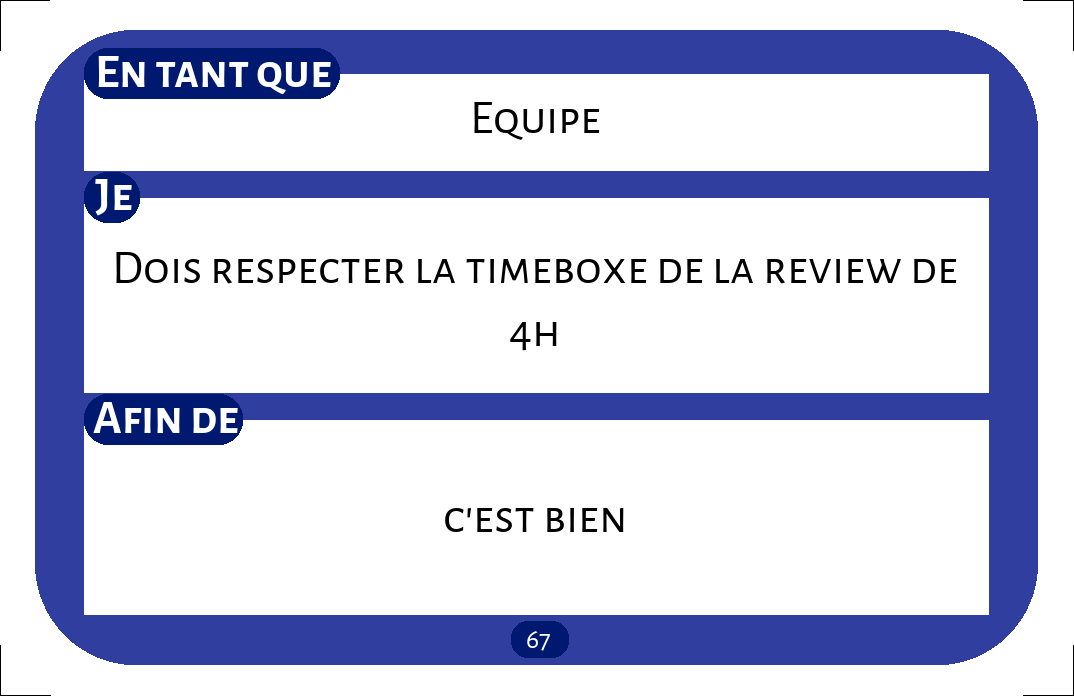 En tant que
Equipe
Je
Dois respecter la timeboxe de la review de
4h
Afin de
c'est bien
67